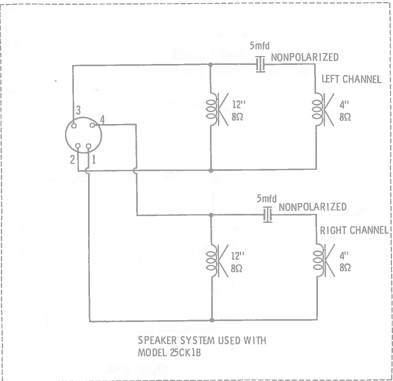 5mfd
NONPOLARIZED
LEFT CHANNEL
3
4
12"
8Ω
4"
8Ω
2 1
5mfd
NONPOLARIZED
RIGHT CHANNEL
12"
8Ω
4"
8Ω
SPEAKER SYSTEM USED WITH
MODEL 25CK1B